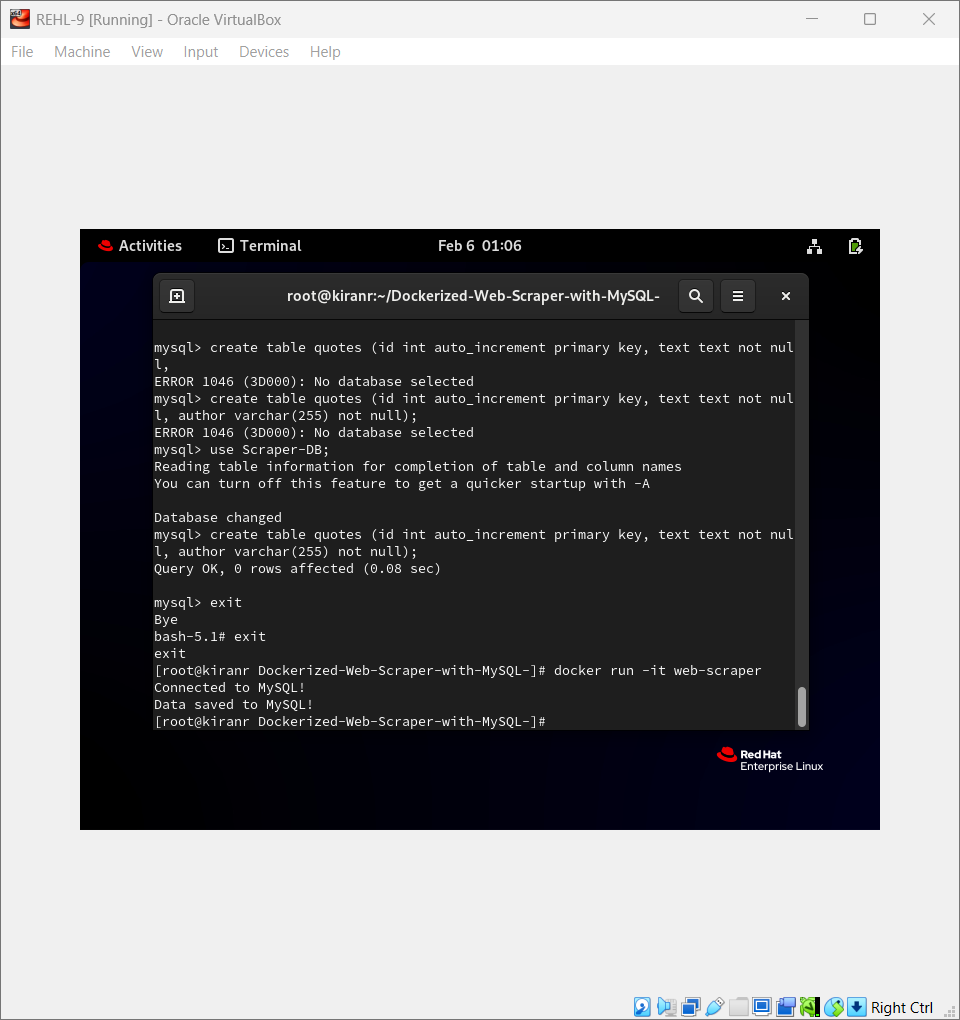 REHL-9 [Running] - Oracle VirtualBox
File Machine View Input Devices Help
Activities Terminal Feb 6 01:06
root@kiranr:~/Dockerized-Web-Scraper-with-MySQL-
mysql> create table quotes (id int auto_increment primary key, text text not nul
l,
ERROR 1046 (3D000): No database selected
mysql> create table quotes (id int auto_increment primary key, text text not nul
l, author varchar(255) not null);
ERROR 1046 (3D000): No database selected
mysql> use Scraper-DB;
Reading table information for completion of table and column names
You can turn off this feature to get a quicker startup with -A
Database changed
mysql> create table quotes (id int auto_increment primary key, text text not nul
l, author varchar(255) not null);
Query OK, 0 rows affected (0.08 sec)
mysql> exit
Bye
bash-5.1# exit
exit
[root@kiranr Dockerized-Web-Scraper-with-MySQL-]# docker run -it web-scraper
Connected to MySQL!
Data saved to MySQL!
[root@kiranr Dockerized-Web-Scraper-with-MySQL-]#
Red Hat
Enterprise Linux
Right Ctrl